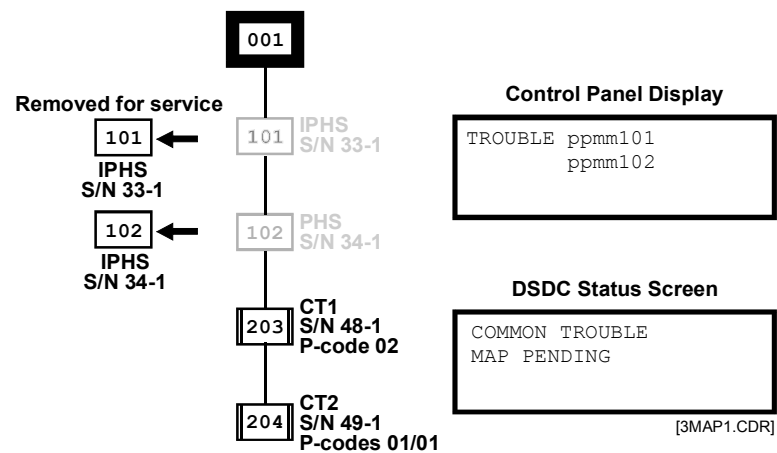 001
Removed for service
101
IPHS
S/N 33-1
101
IPHS
S/N 33-1
102
IPHS
S/N 34-1
102
PHS
S/N 34-1
203
CT1
S/N 48-1
P-code 02
204
CT2
S/N 49-1
P-codes 01/01
Control Panel Display
TROUBLE ppmm101
ppmm102
DSDC Status Screen
COMMON TROUBLE
MAP PENDING
[3MAP1.CDR]